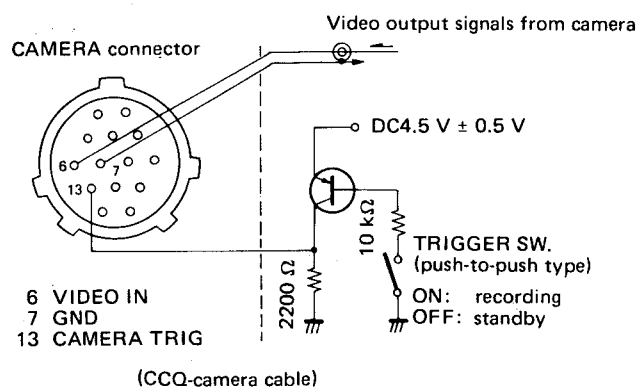 Video output signals from camera
CAMERA connector
DC4.5 V ± 0.5 V
6
7
13
10 kΩ
2200 Ω
TRIGGER SW.
(push-to-push type)
ON: recording
OFF: standby
6 VIDEO IN
7 GND
13 CAMERA TRIG
(CCQ-camera cable)